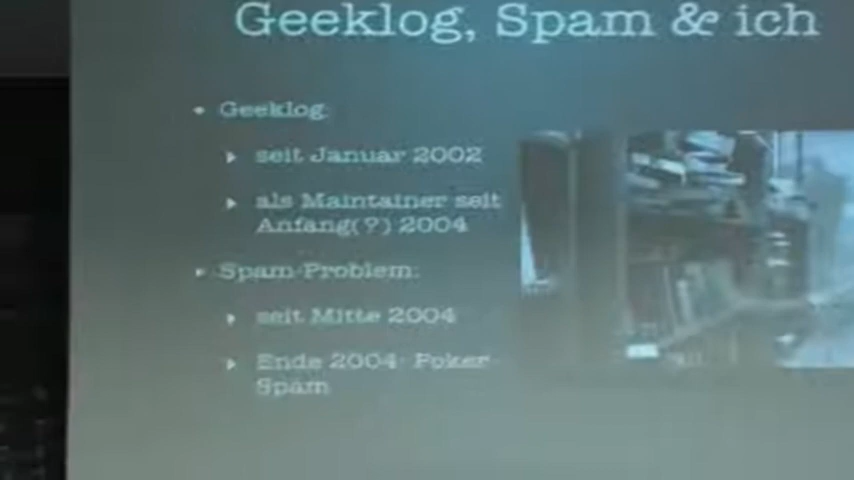 Geeklog, Spam & ich
Geeklog:
seit Januar 2002
als Maintainer seit
Anfang(?) 2004
Spam-Problem:
seit Mitte 2004
Ende 2004: Poker-
Spam